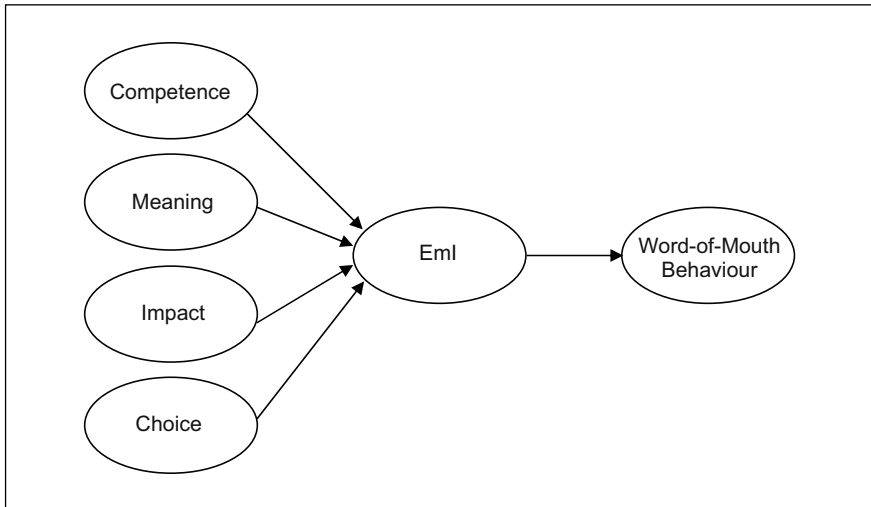 Competence
Meaning
Impact
Choice
EmI
Word-of-Mouth
Behaviour